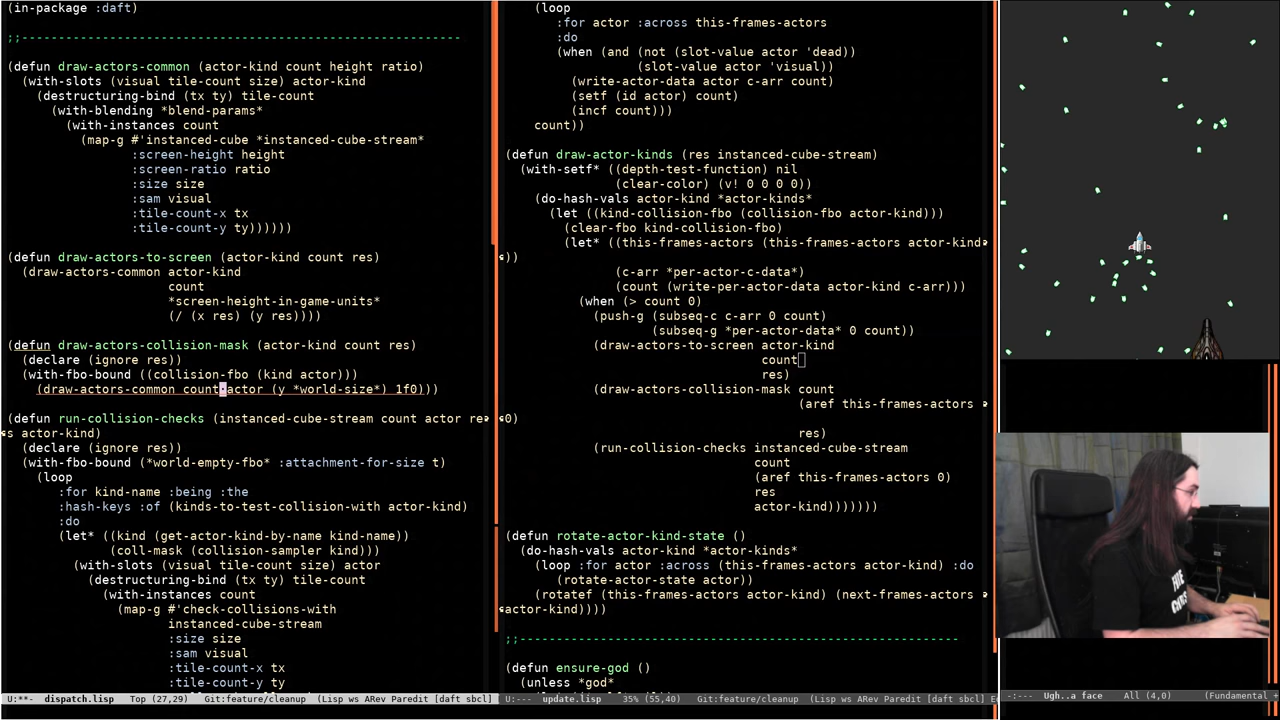 (in-package :daft)
;;-----------------------------------------------------------
(defun draw-actors-common (actor-kind count height ratio)
  (with-slots (visual tile-count size) actor-kind
    (destructuring-bind (tx ty) tile-count
      (with-blending *blend-params*
        (with-instances count
          (map-g #'instanced-cube *instanced-cube-stream*
                 :screen-height height
                 :screen-ratio ratio
                 :size size
                 :sam visual
                 :tile-count-x tx
                 :tile-count-y ty))))))
(defun draw-actors-to-screen (actor-kind count res)
  (draw-actors-common actor-kind
                      count
                      *screen-height-in-game-units*
                      (/ (x res) (y res))))
(defun draw-actors-collision-mask (actor-kind count res)
  (declare (ignore res))
  (with-fbo-bound ((collision-fbo (kind actor)))
    (draw-actors-common count actor (y *world-size*) 1f0)))
(defun run-collision-checks (instanced-cube-stream count actor re
s actor-kind)
  (declare (ignore res))
  (with-fbo-bound (*world-empty-fbo* :attachment-for-size t)
    (loop
       :for kind-name :being :the
       :hash-keys :of (kinds-to-test-collision-with actor-kind)
       :do
       (let* ((kind (get-actor-kind-by-name kind-name))
              (coll-mask (collision-sampler kind)))
         (with-slots (visual tile-count size) actor
           (destructuring-bind (tx ty) tile-count
             (with-instances count
               (map-g #'check-collisions-with
                      instanced-cube-stream
                      :size size
                      :sam visual
                      :tile-count-x tx
                      :tile-count-y ty
U:**-  dispatch.lisp   Top (27,29)   Git:feature/cleanup  (Lisp ws ARev Paredit [daft sbcl]
    (loop
       :for actor :across this-frames-actors
       :do
       (when (and (not (slot-value actor 'dead))
                  (slot-value actor 'visual))
         (write-actor-data actor c-arr count)
         (setf (id actor) count)
         (incf count)))
    count))
(defun draw-actor-kinds (res instanced-cube-stream)
  (with-setf* ((depth-test-function) nil
               (clear-color) (v! 0 0 0 0))
    (do-hash-vals actor-kind *actor-kinds*
      (let ((kind-collision-fbo (collision-fbo actor-kind)))
        (clear-fbo kind-collision-fbo)
        (let* ((this-frames-actors (this-frames-actors actor-kind
))
               (c-arr *per-actor-c-data*)
               (count (write-per-actor-data actor-kind c-arr)))
          (when (> count 0)
            (push-g (subseq-c c-arr 0 count)
                    (subseq-g *per-actor-data* 0 count))
            (draw-actors-to-screen actor-kind
                                   count
                                   res)
            (draw-actors-collision-mask count
                                        (aref this-frames-actors
0)
                                        res)
            (run-collision-checks instanced-cube-stream
                                  count
                                  (aref this-frames-actors 0)
                                  res
                                  actor-kind)))))))
(defun rotate-actor-kind-state ()
  (do-hash-vals actor-kind *actor-kinds*
    (loop :for actor :across (this-frames-actors actor-kind) :do
       (rotate-actor-state actor))
    (rotatef (this-frames-actors actor-kind) (next-frames-actors
actor-kind))))
;;-----------------------------------------------------------
(defun ensure-god ()
  (unless *god*
U:---  update.lisp    35% (55,40)   Git:feature/cleanup  (Lisp ws ARev Paredit [daft sbcl] E
-:---  Ugh..a face    All (4,0)     (Fundamental +